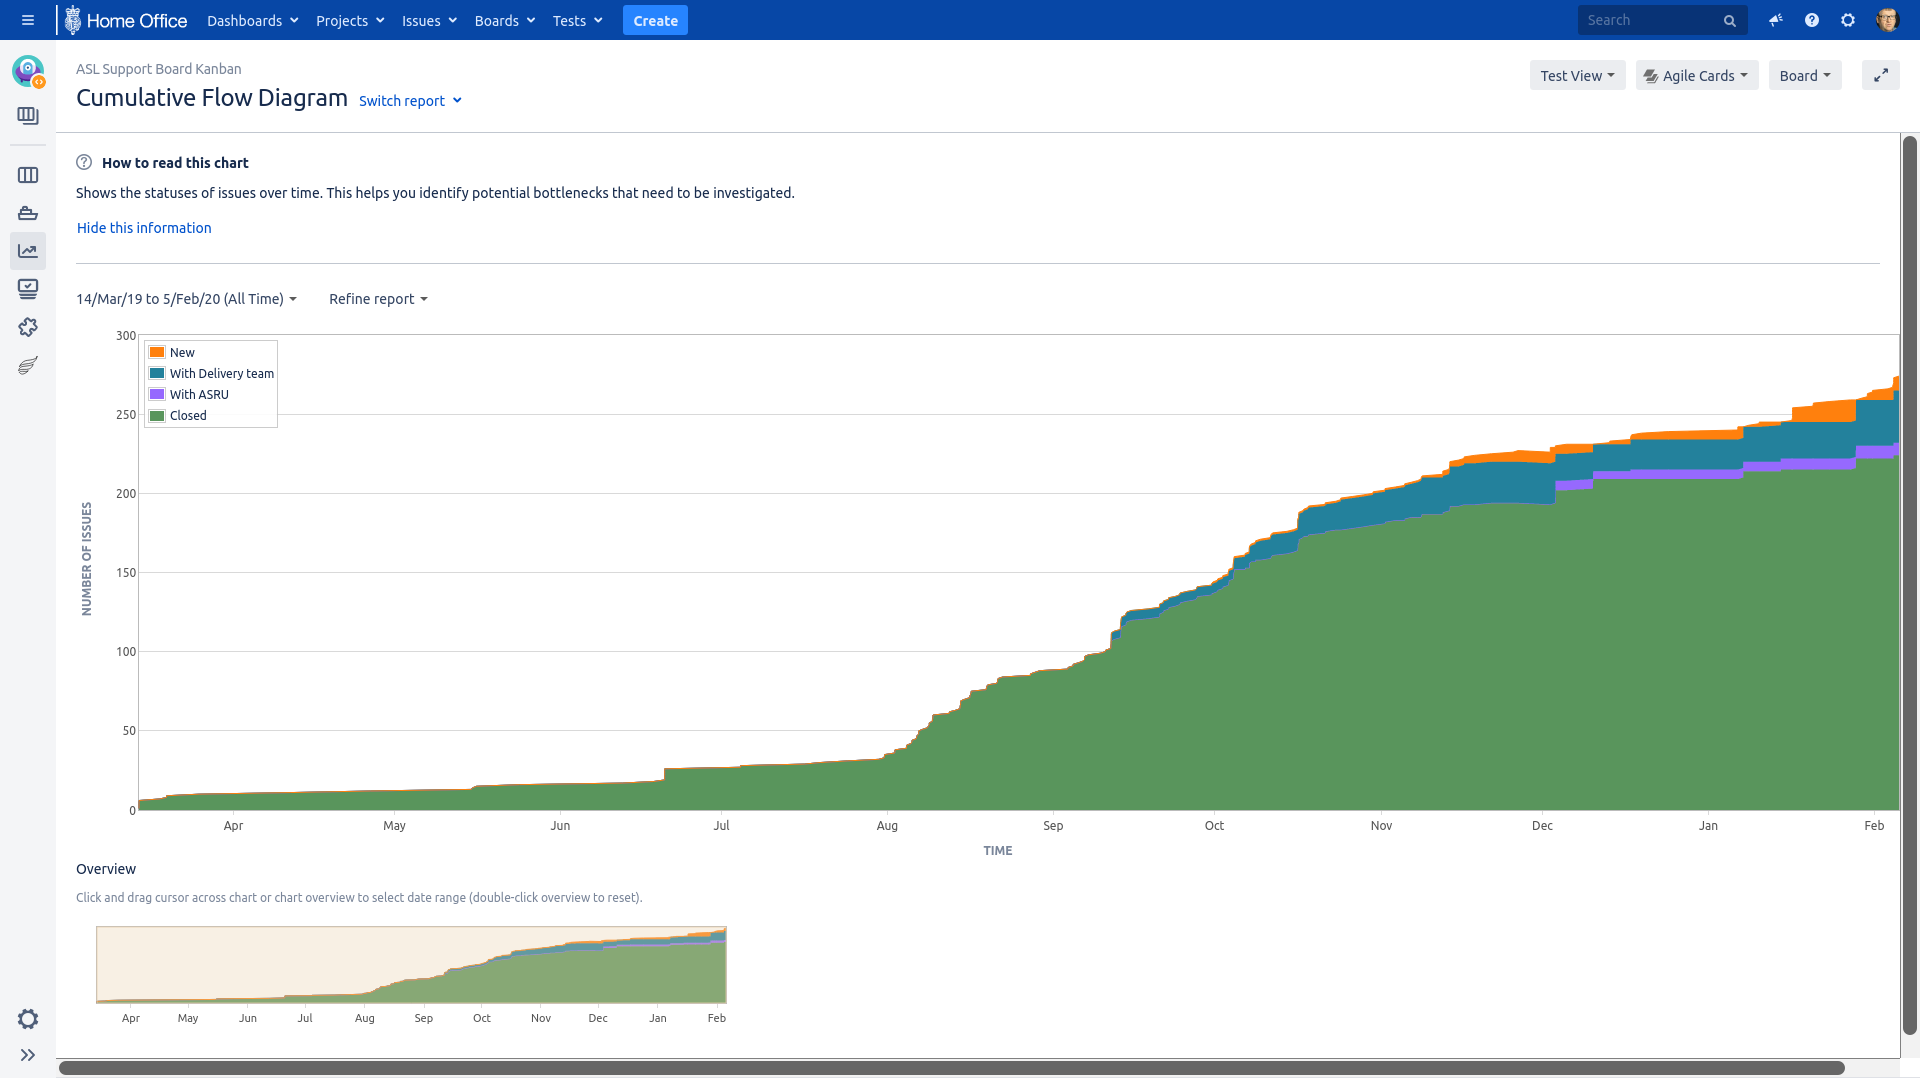 Home Office Dashboards Projects Issues Boards Tests Create Search
ASL Support Board Kanban
Cumulative Flow Diagram Switch report
Test View Agile Cards Board
How to read this chart
Shows the statuses of issues over time. This helps you identify potential bottlenecks that need to be investigated.
Hide this information
14/Mar/19 to 5/Feb/20 (All Time) Refine report
New
With Delivery team
With ASRU
Closed
300
250
200
150
100
50
0
NUMBER OF ISSUES
Apr May Jun Jul Aug Sep Oct Nov Dec Jan Feb
TIME
Overview
Click and drag cursor across chart or chart overview to select date range (double-click overview to reset).
Apr May Jun Jul Aug Sep Oct Nov Dec Jan Feb